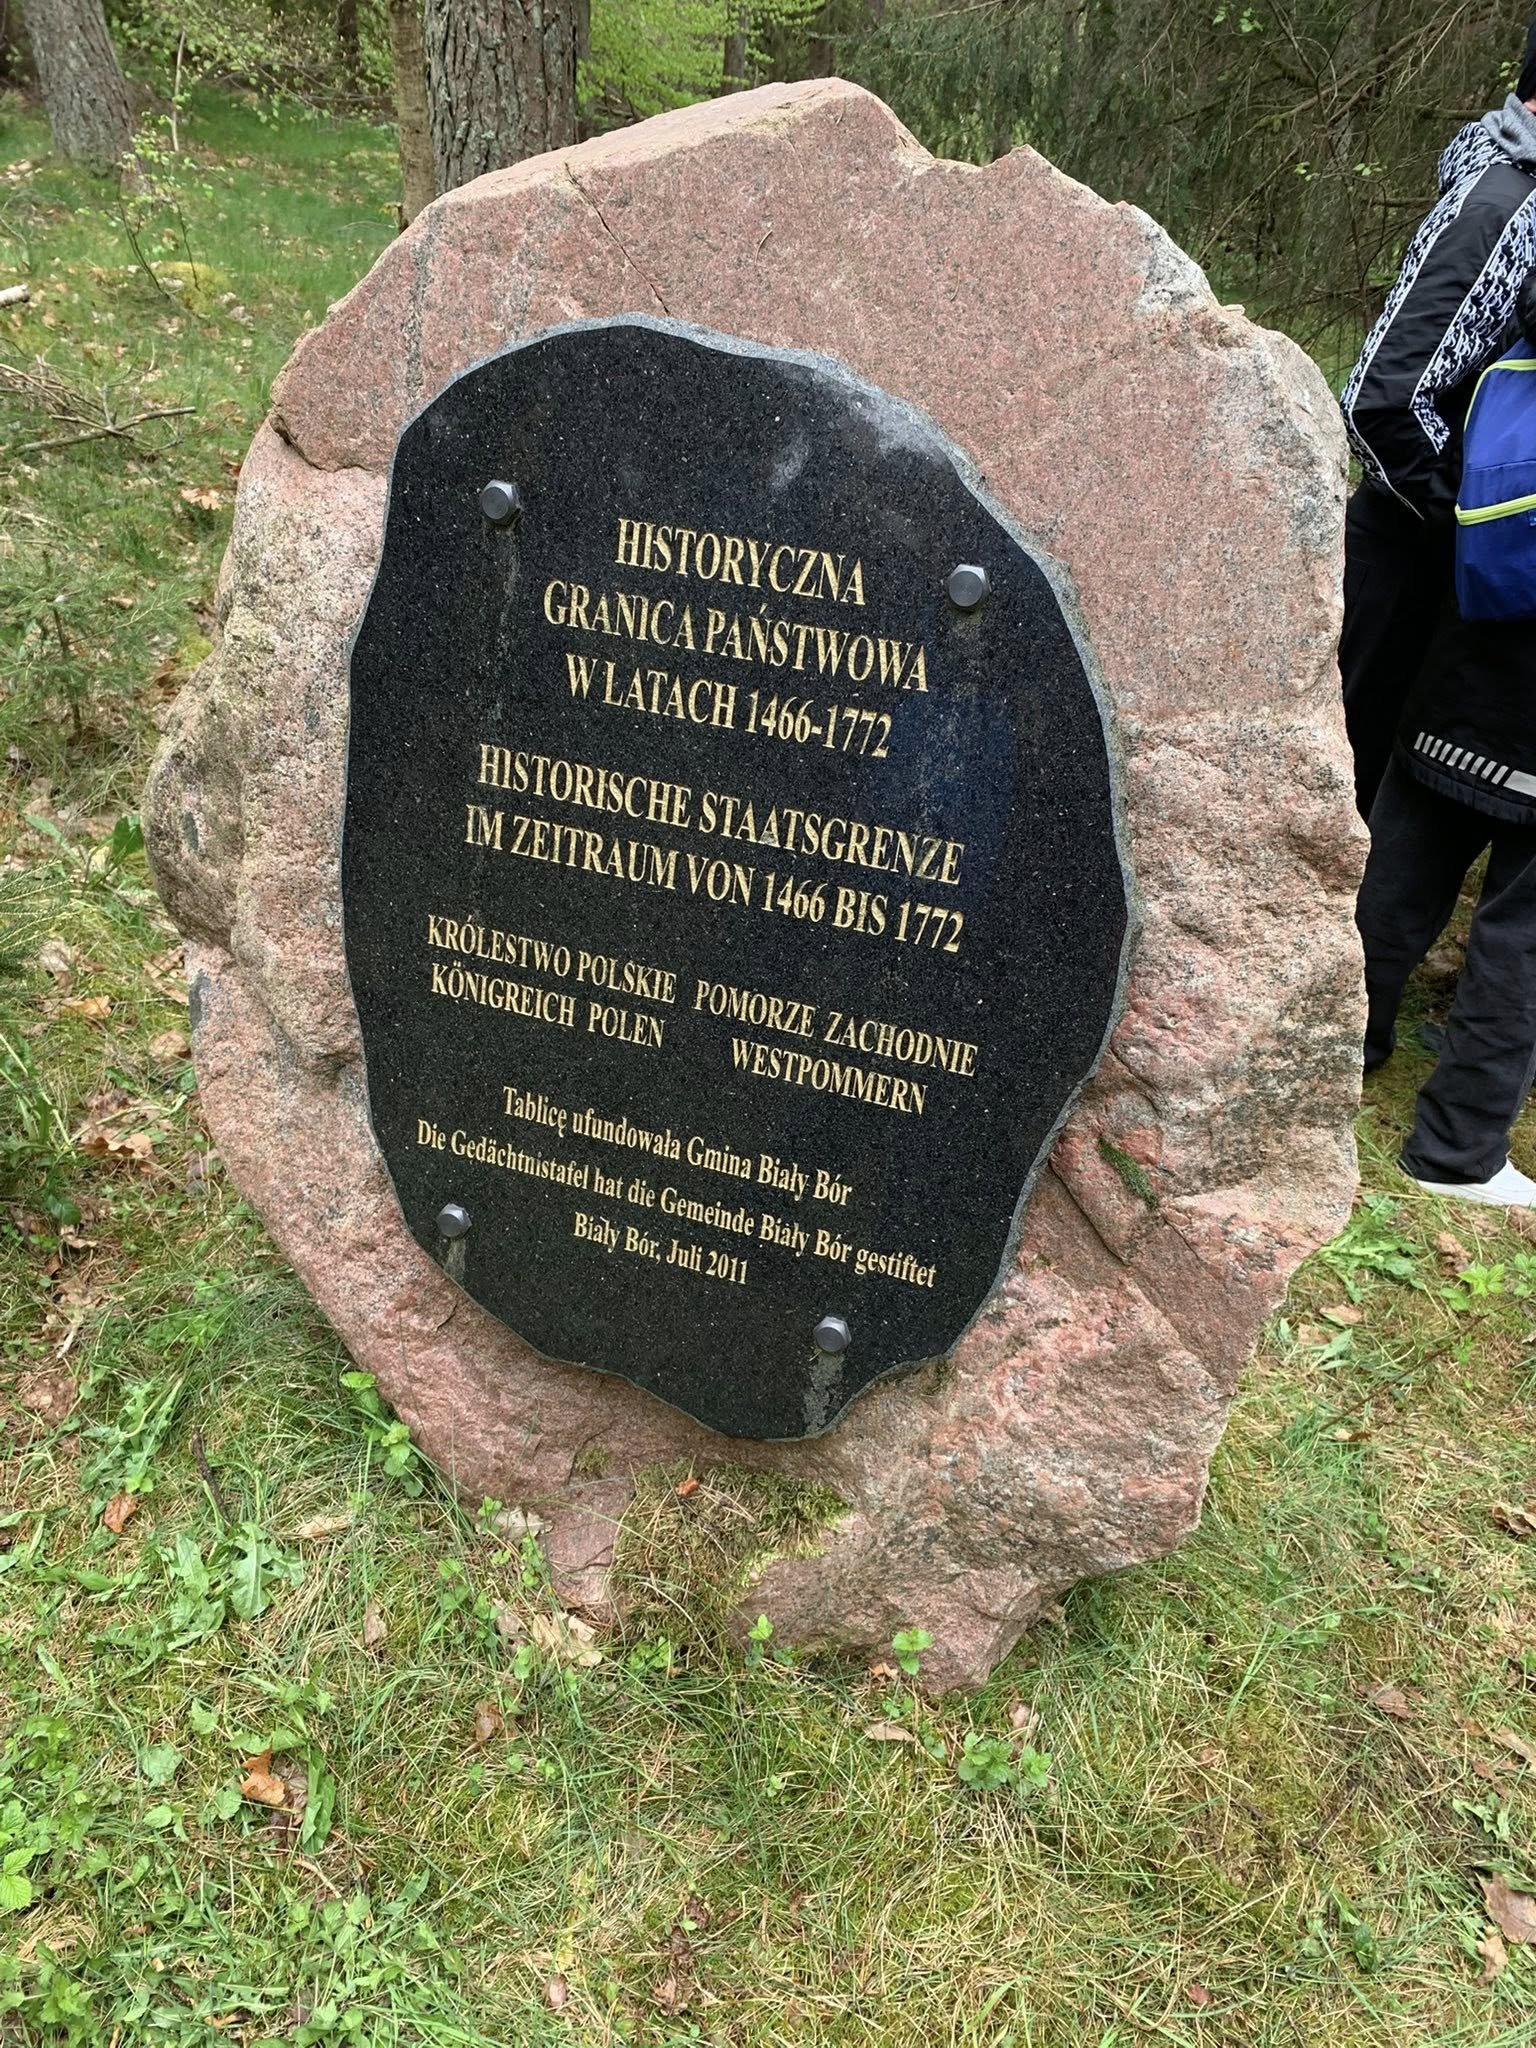 HISTORYCZNA
GRANICA PAŃSTWOWA
W LATACH 1466-1772
HISTORISCHE STAATSGRENZE
IM ZEITRAUM VON 1466 BIS 1772
KRÓLESTWO POLSKIE POMORZE ZACHODNIE
KÖNIGREICH POLEN WESTPOMMERN
Tablicę ufundowała Gmina Biały Bór
Die Gedächtnistafel hat die Gemeinde Biały Bór gestiftet
Biały Bór, Juli 2011